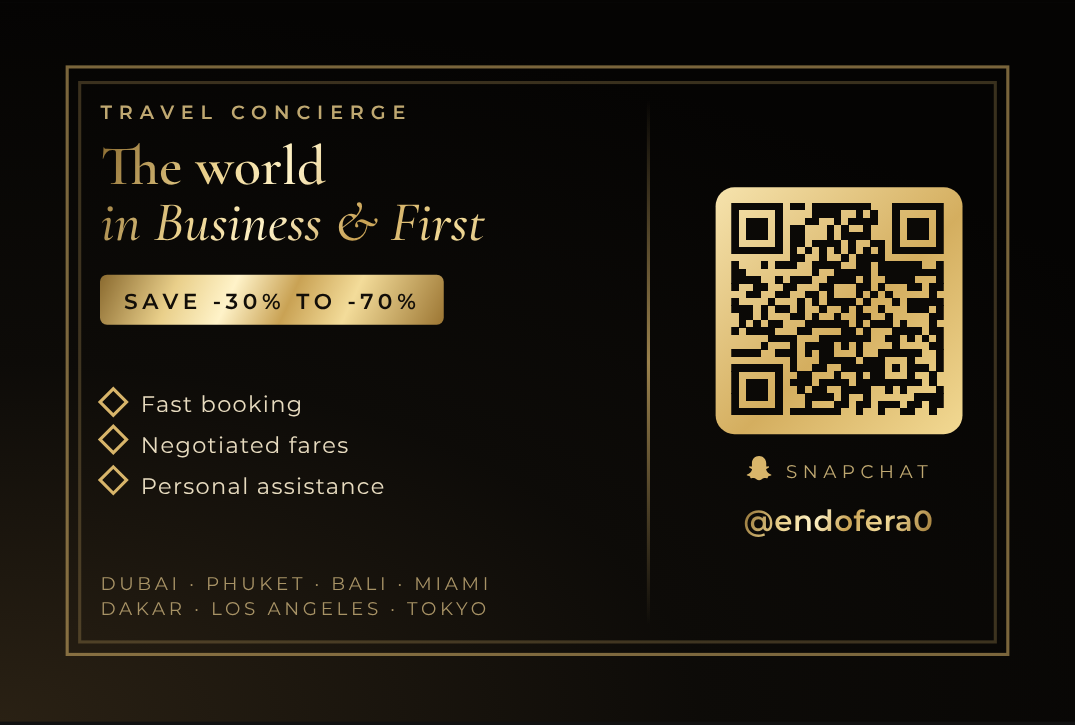 TRAVEL CONCIERGE
The world
in Business & First
SAVE -30% TO -70%
Fast booking
Negotiated fares
Personal assistance
DUBAI · PHUKET · BALI · MIAMI
DAKAR · LOS ANGELES · TOKYO
SNAPCHAT
@endofera0